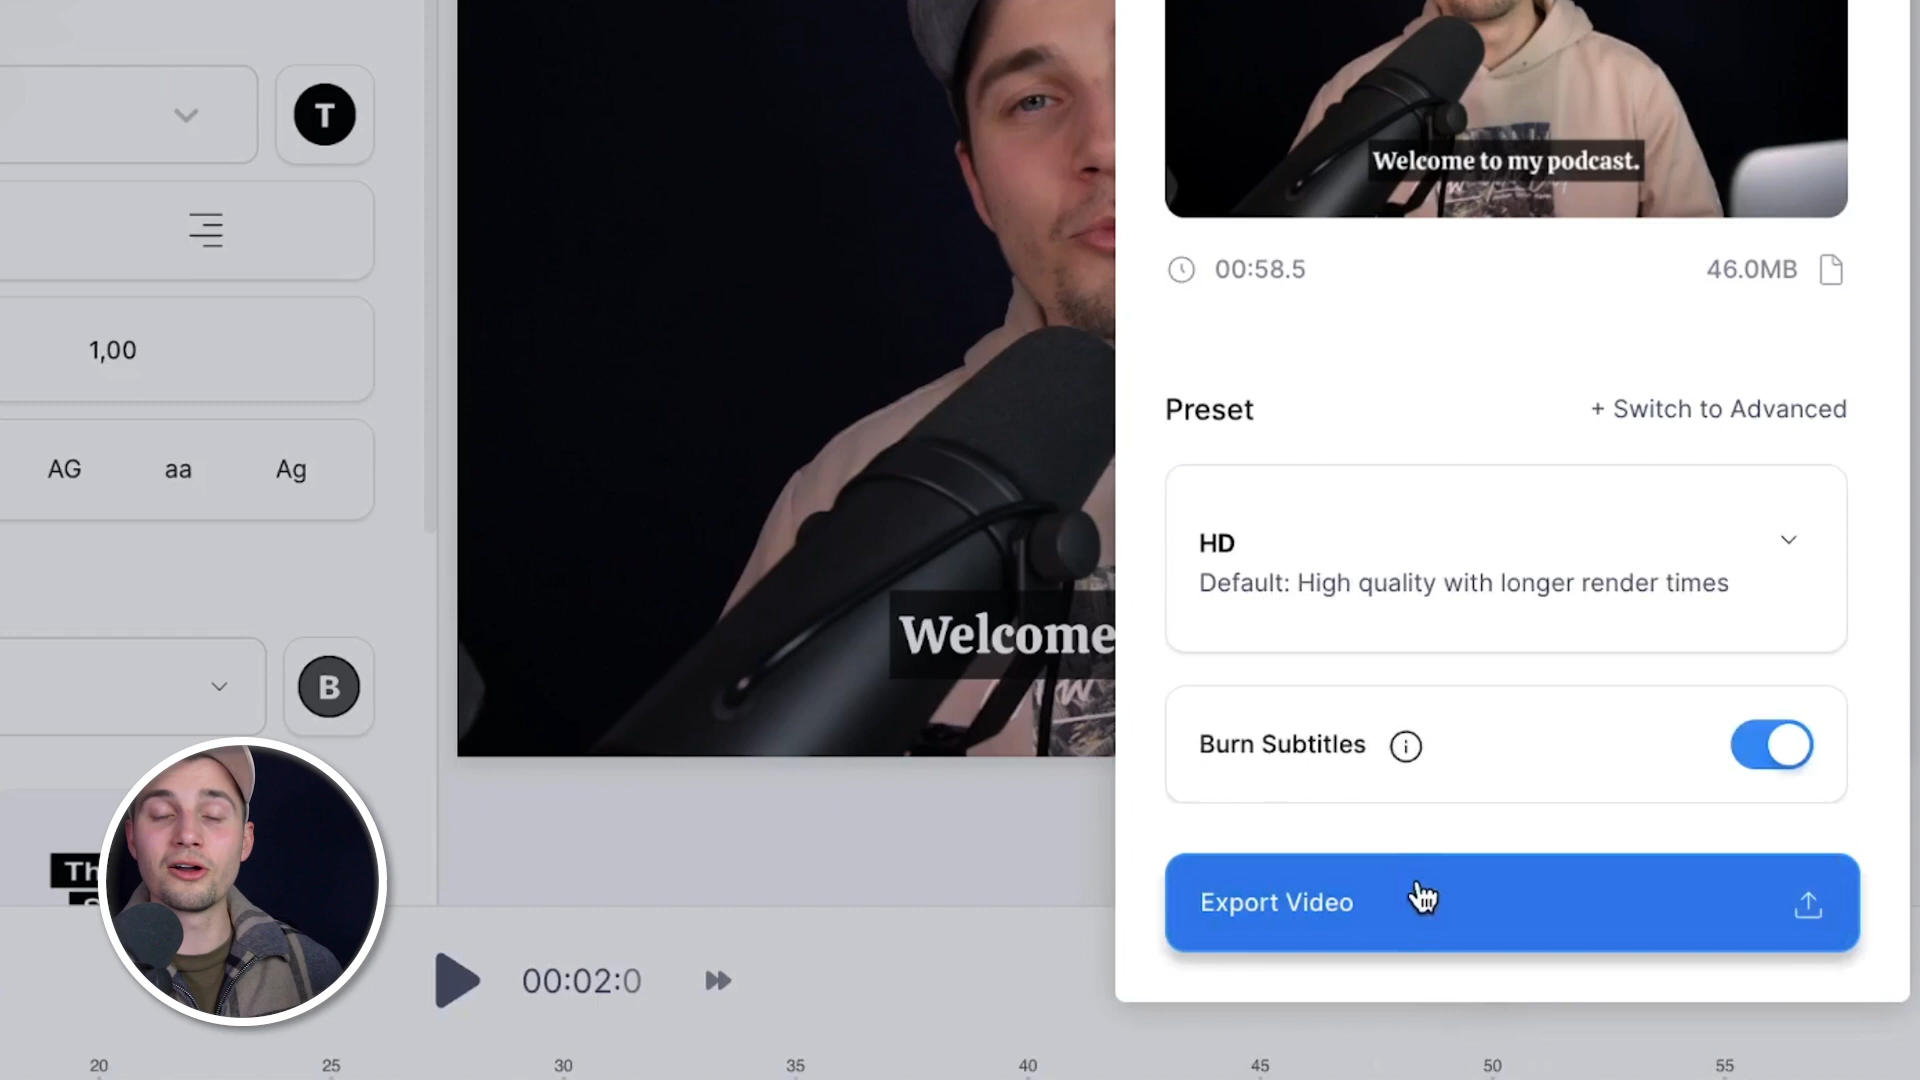 T
1,00
AG aa Ag
B
Th
Welcome
00:02:0
20 25 30 35 40 45 50 55
Welcome to my podcast.
00:58.5 46.0MB
Preset + Switch to Advanced
HD
Default: High quality with longer render times
Burn Subtitles
Export Video